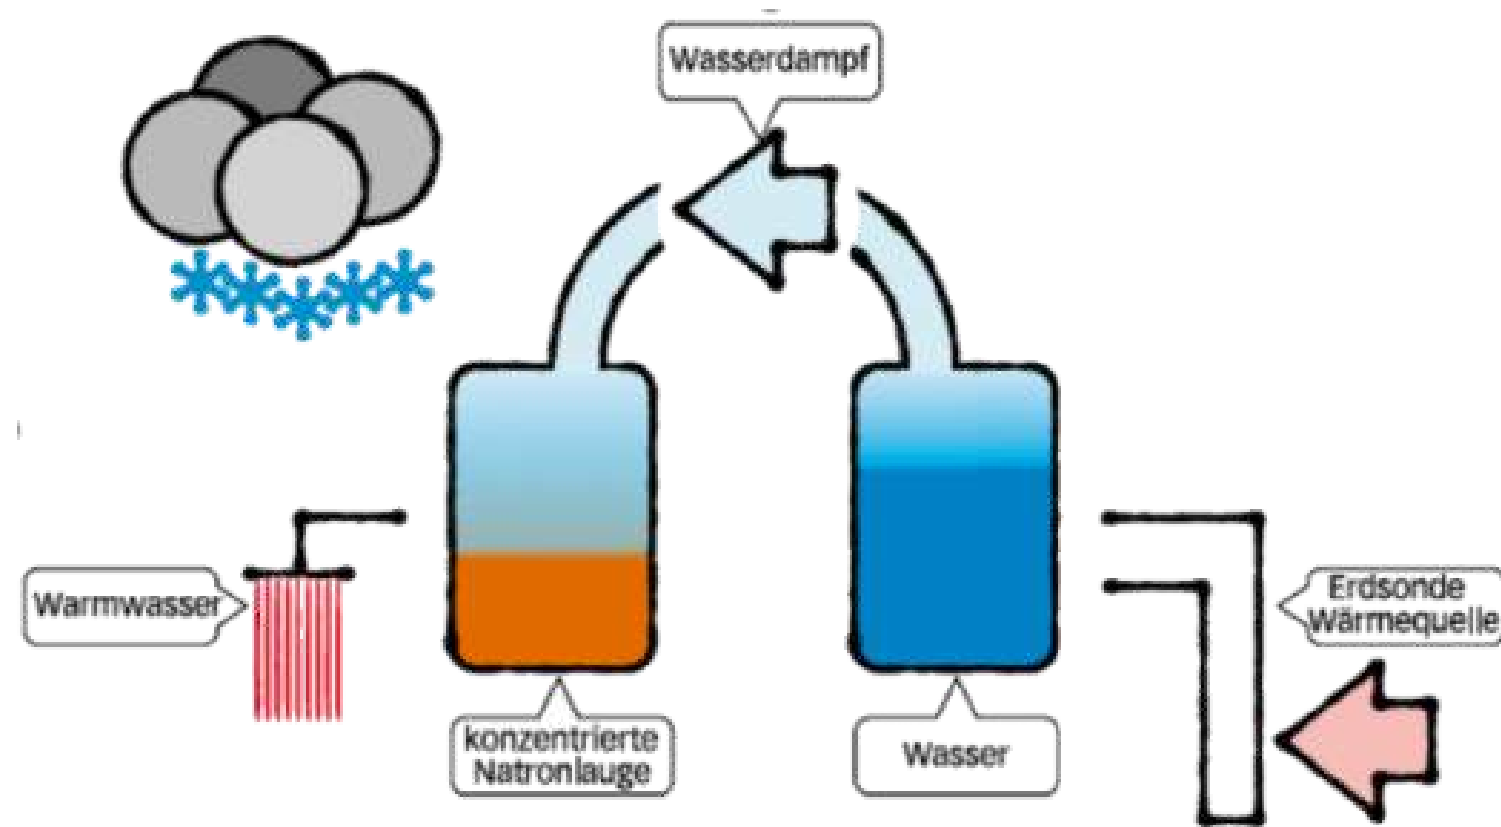 Wasserdampf
Warmwasser
Erdsonde
Wärmequelle
konzentrierte
Natronlauge
Wasser